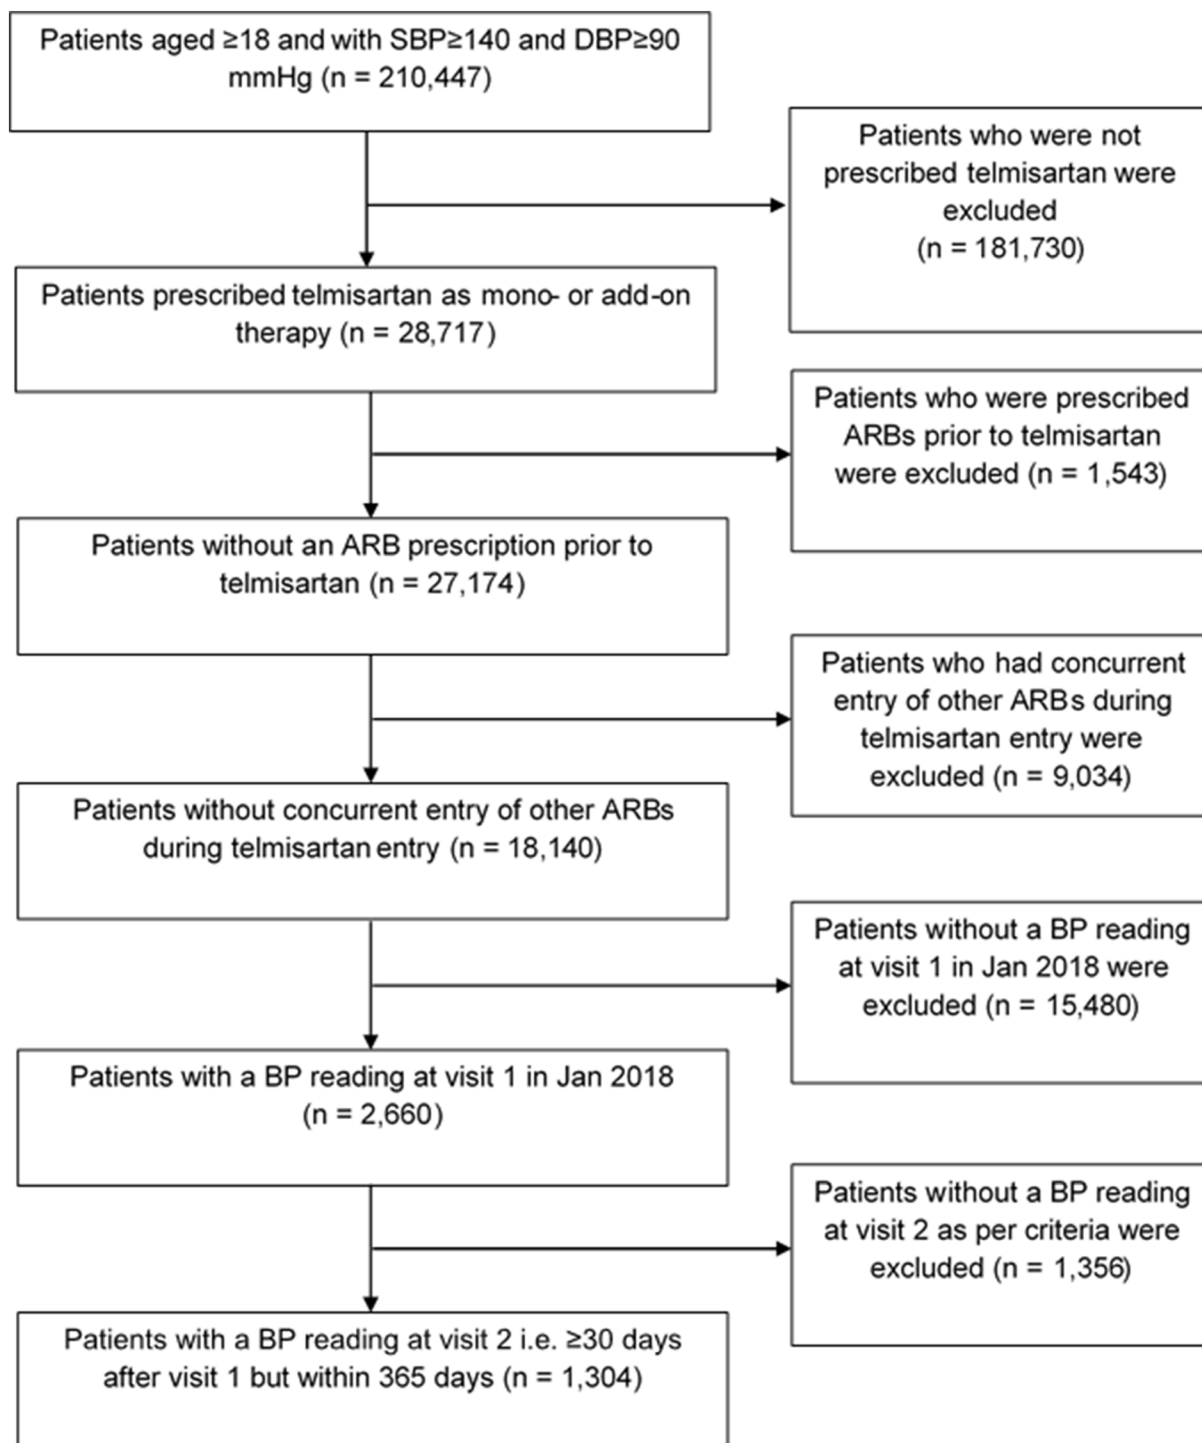 Patients aged ≥18 and with SBP≥140 and DBP≥90
mmHg (n = 210,447)
Patients who were not
prescribed telmisartan were
excluded
(n = 181,730)
Patients prescribed telmisartan as mono- or add-on
therapy (n = 28,717)
Patients who were prescribed
ARBs prior to telmisartan
were excluded (n = 1,543)
Patients without an ARB prescription prior to
telmisartan (n = 27,174)
Patients who had concurrent
entry of other ARBs during
telmisartan entry were
excluded (n = 9,034)
Patients without concurrent entry of other ARBs
during telmisartan entry (n = 18,140)
Patients without a BP reading
at visit 1 in Jan 2018 were
excluded (n = 15,480)
Patients with a BP reading at visit 1 in Jan 2018
(n = 2,660)
Patients without a BP reading
at visit 2 as per criteria were
excluded (n = 1,356)
Patients with a BP reading at visit 2 i.e. ≥30 days
after visit 1 but within 365 days (n = 1,304)